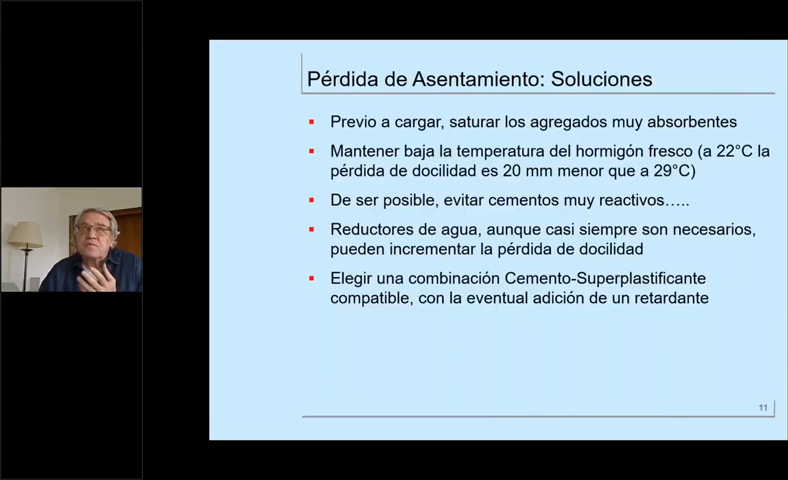 Pérdida de Asentamiento: Soluciones
Previo a cargar, saturar los agregados muy absorbentes
Mantener baja la temperatura del hormigón fresco (a 22°C la
pérdida de docilidad es 20 mm menor que a 29°C)
De ser posible, evitar cementos muy reactivos.....
Reductores de agua, aunque casi siempre son necesarios,
pueden incrementar la pérdida de docilidad
Elegir una combinación Cemento-Superplastificante
compatible, con la eventual adición de un retardante
11